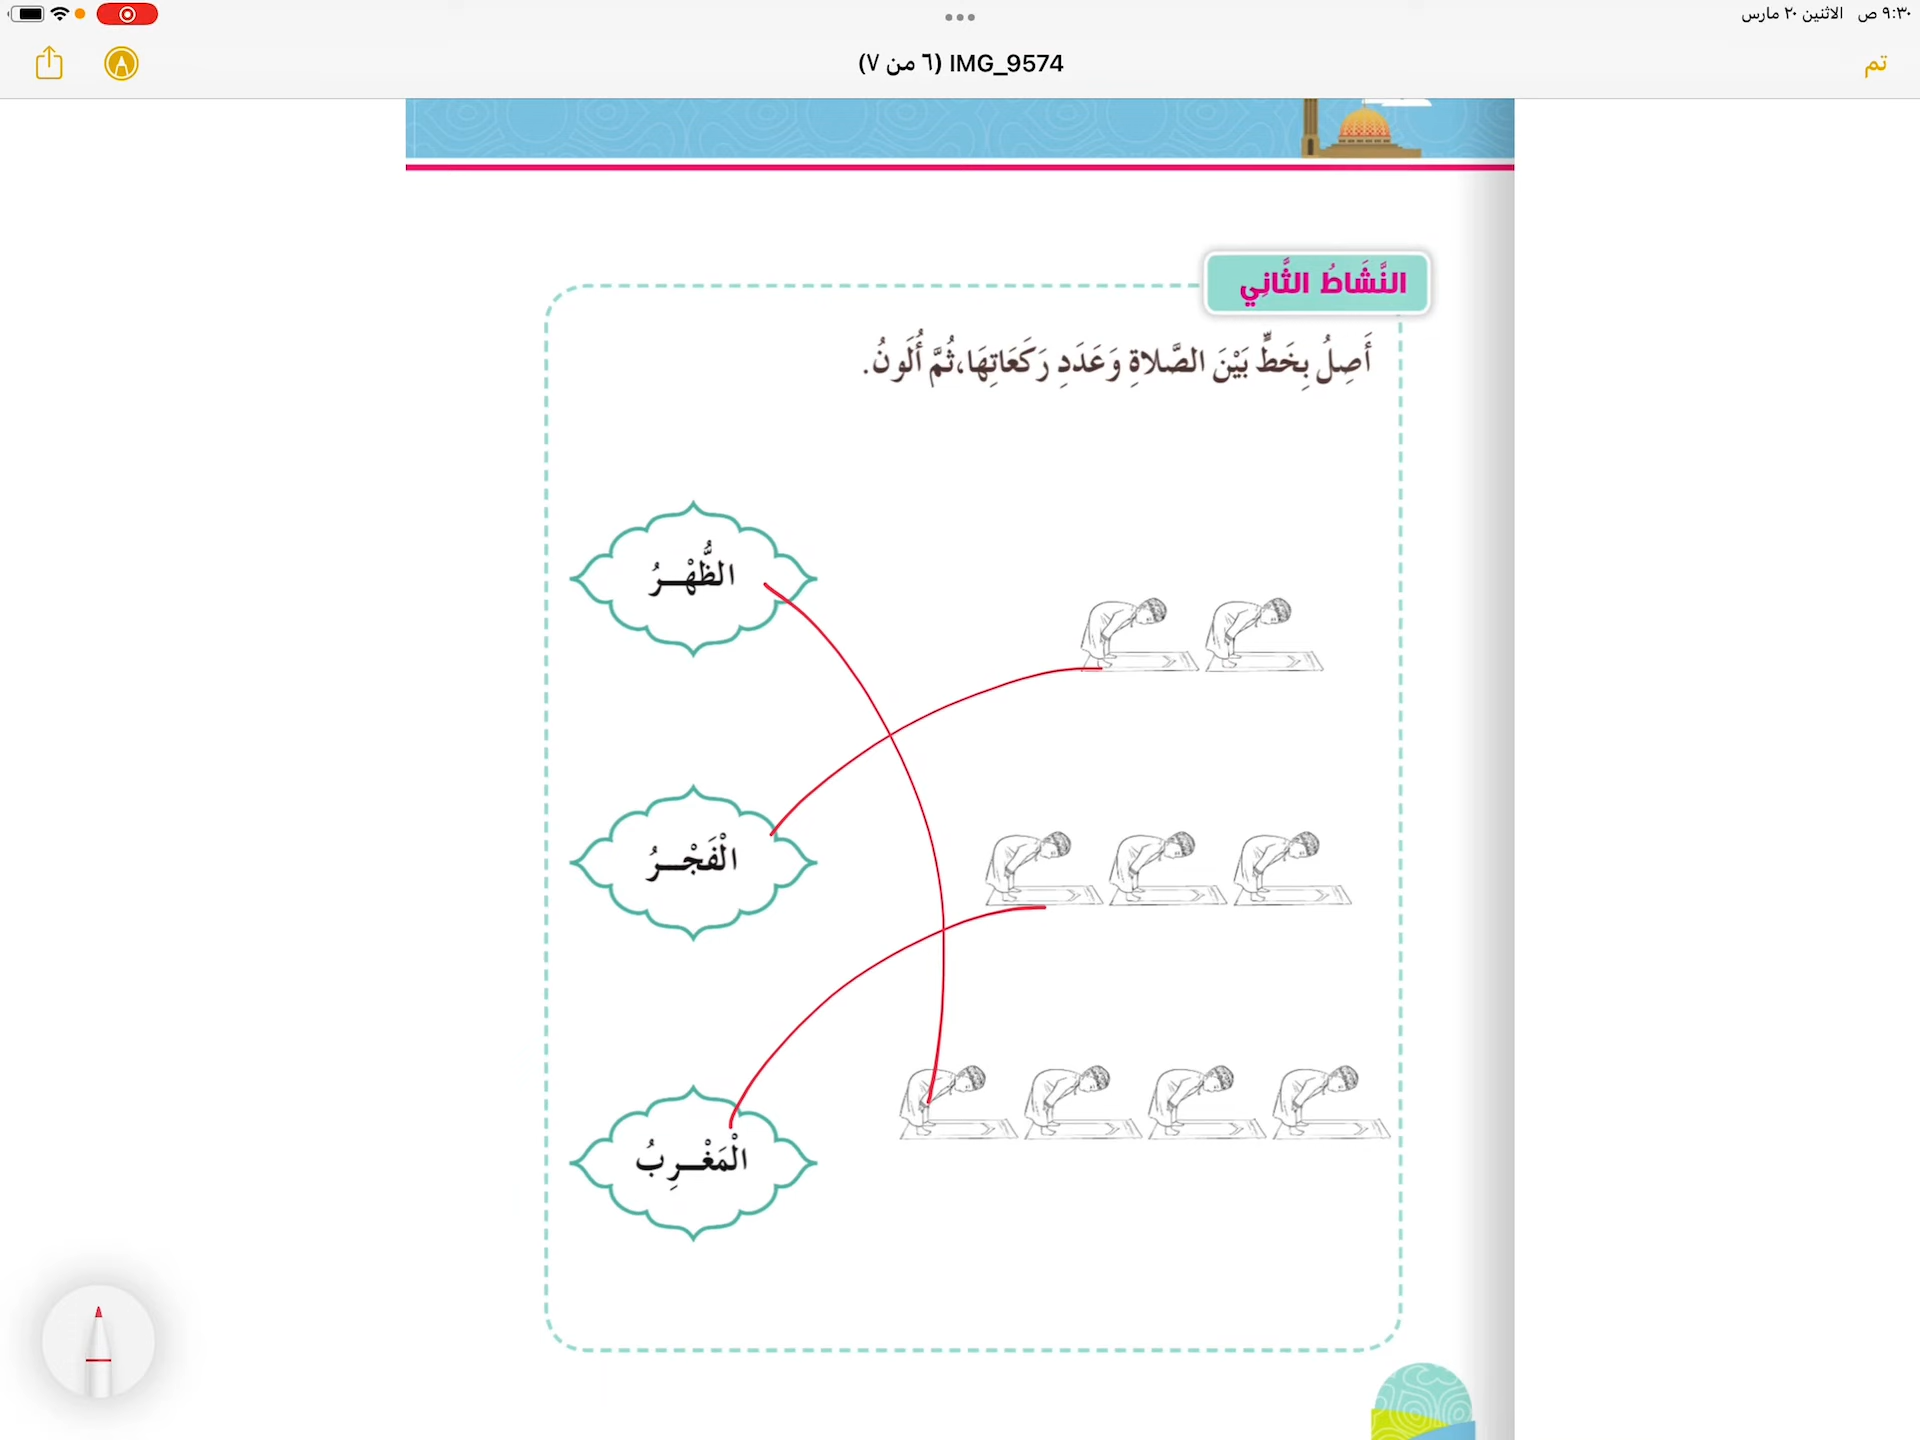 ٩:٣٠ ص الاثنين ٢٠ مارس
تم
IMG_9574 (٦ من ٧)
النَّشَاطُ الثَّانِي
أَصِلُ بِخَطٍّ بَيْنَ الصَّلاةِ وَعَدَدِ رَكَعَاتِهَا،ثُمَّ أُلَونُ.
الظُّهْـرُ
الْفَجْـرُ
الْمَغْـرِبُ